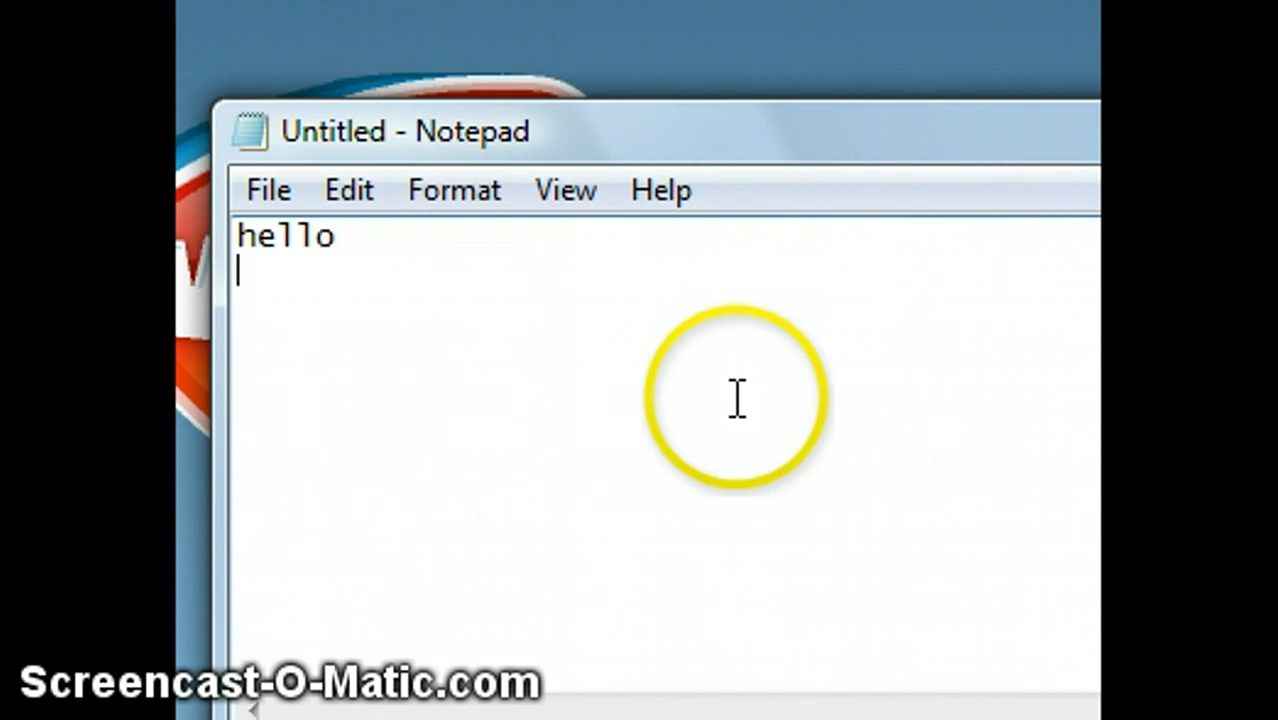 Untitled - Notepad
File Edit Format View Help
hello
Screencast-O-Matic.com